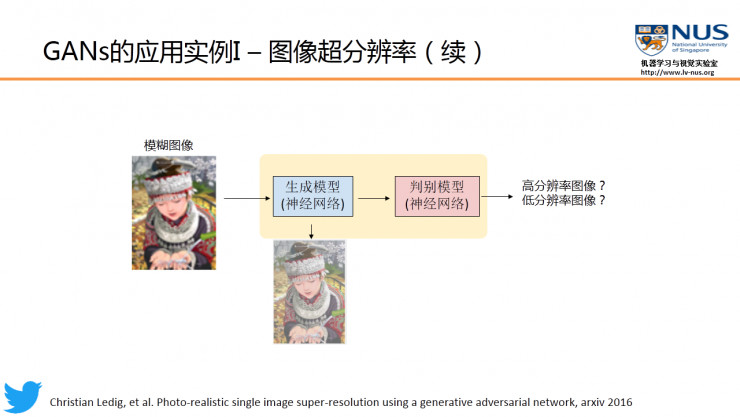 GANs的应用实例I – 图像超分辨率（续）
NUS
National University
of Singapore
机器学习与视觉实验室
http://www.lv-nus.org
模糊图像
生成模型
(神经网络)
判别模型
(神经网络)
高分辨率图像？
低分辨率图像？
Christian Ledig, et al. Photo-realistic single image super-resolution using a generative adversarial network, arxiv 2016